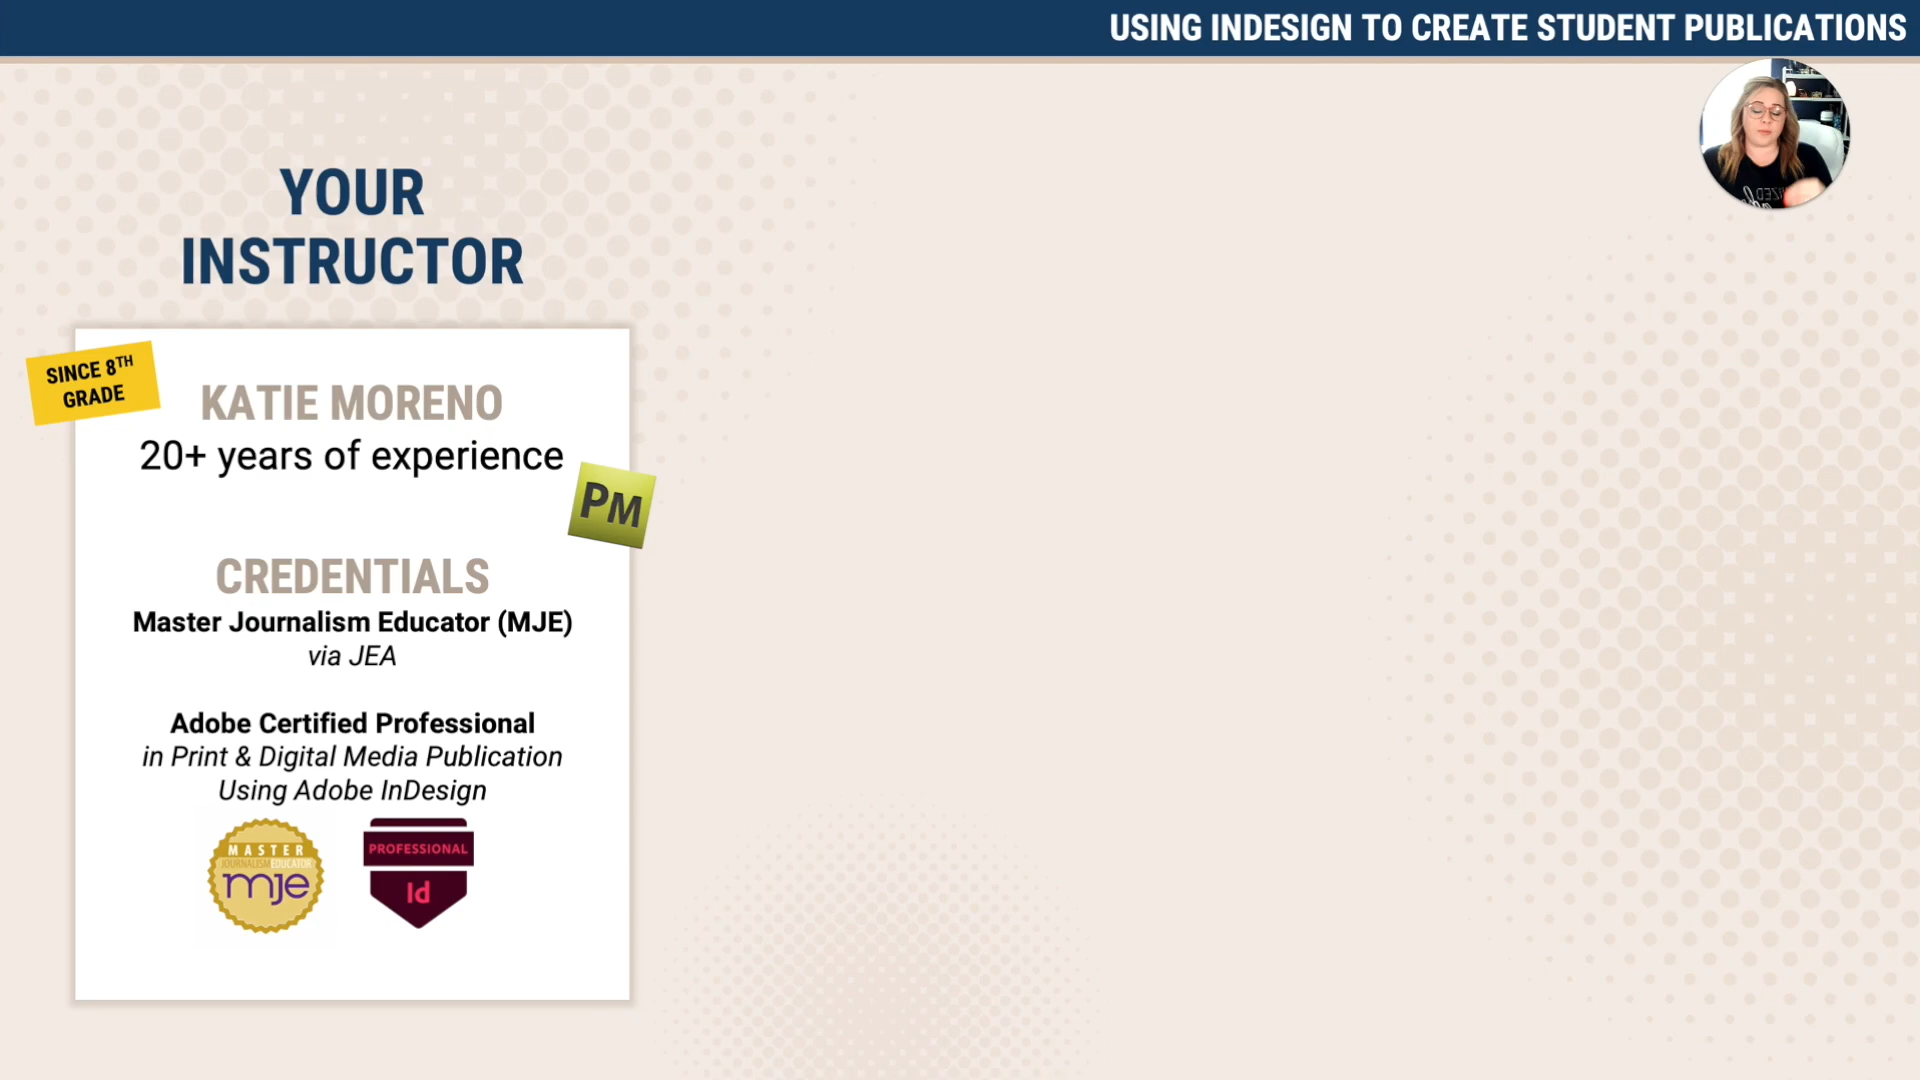 USING INDESIGN TO CREATE STUDENT PUBLICATIONS
YOUR
INSTRUCTOR
SINCE 8TH
GRADE
KATIE MORENO
20+ years of experience
PM
CREDENTIALS
Master Journalism Educator (MJE)
via JEA
Adobe Certified Professional
in Print & Digital Media Publication
Using Adobe InDesign
MASTER
JOURNALISM EDUCATOR
mje
PROFESSIONAL
Id